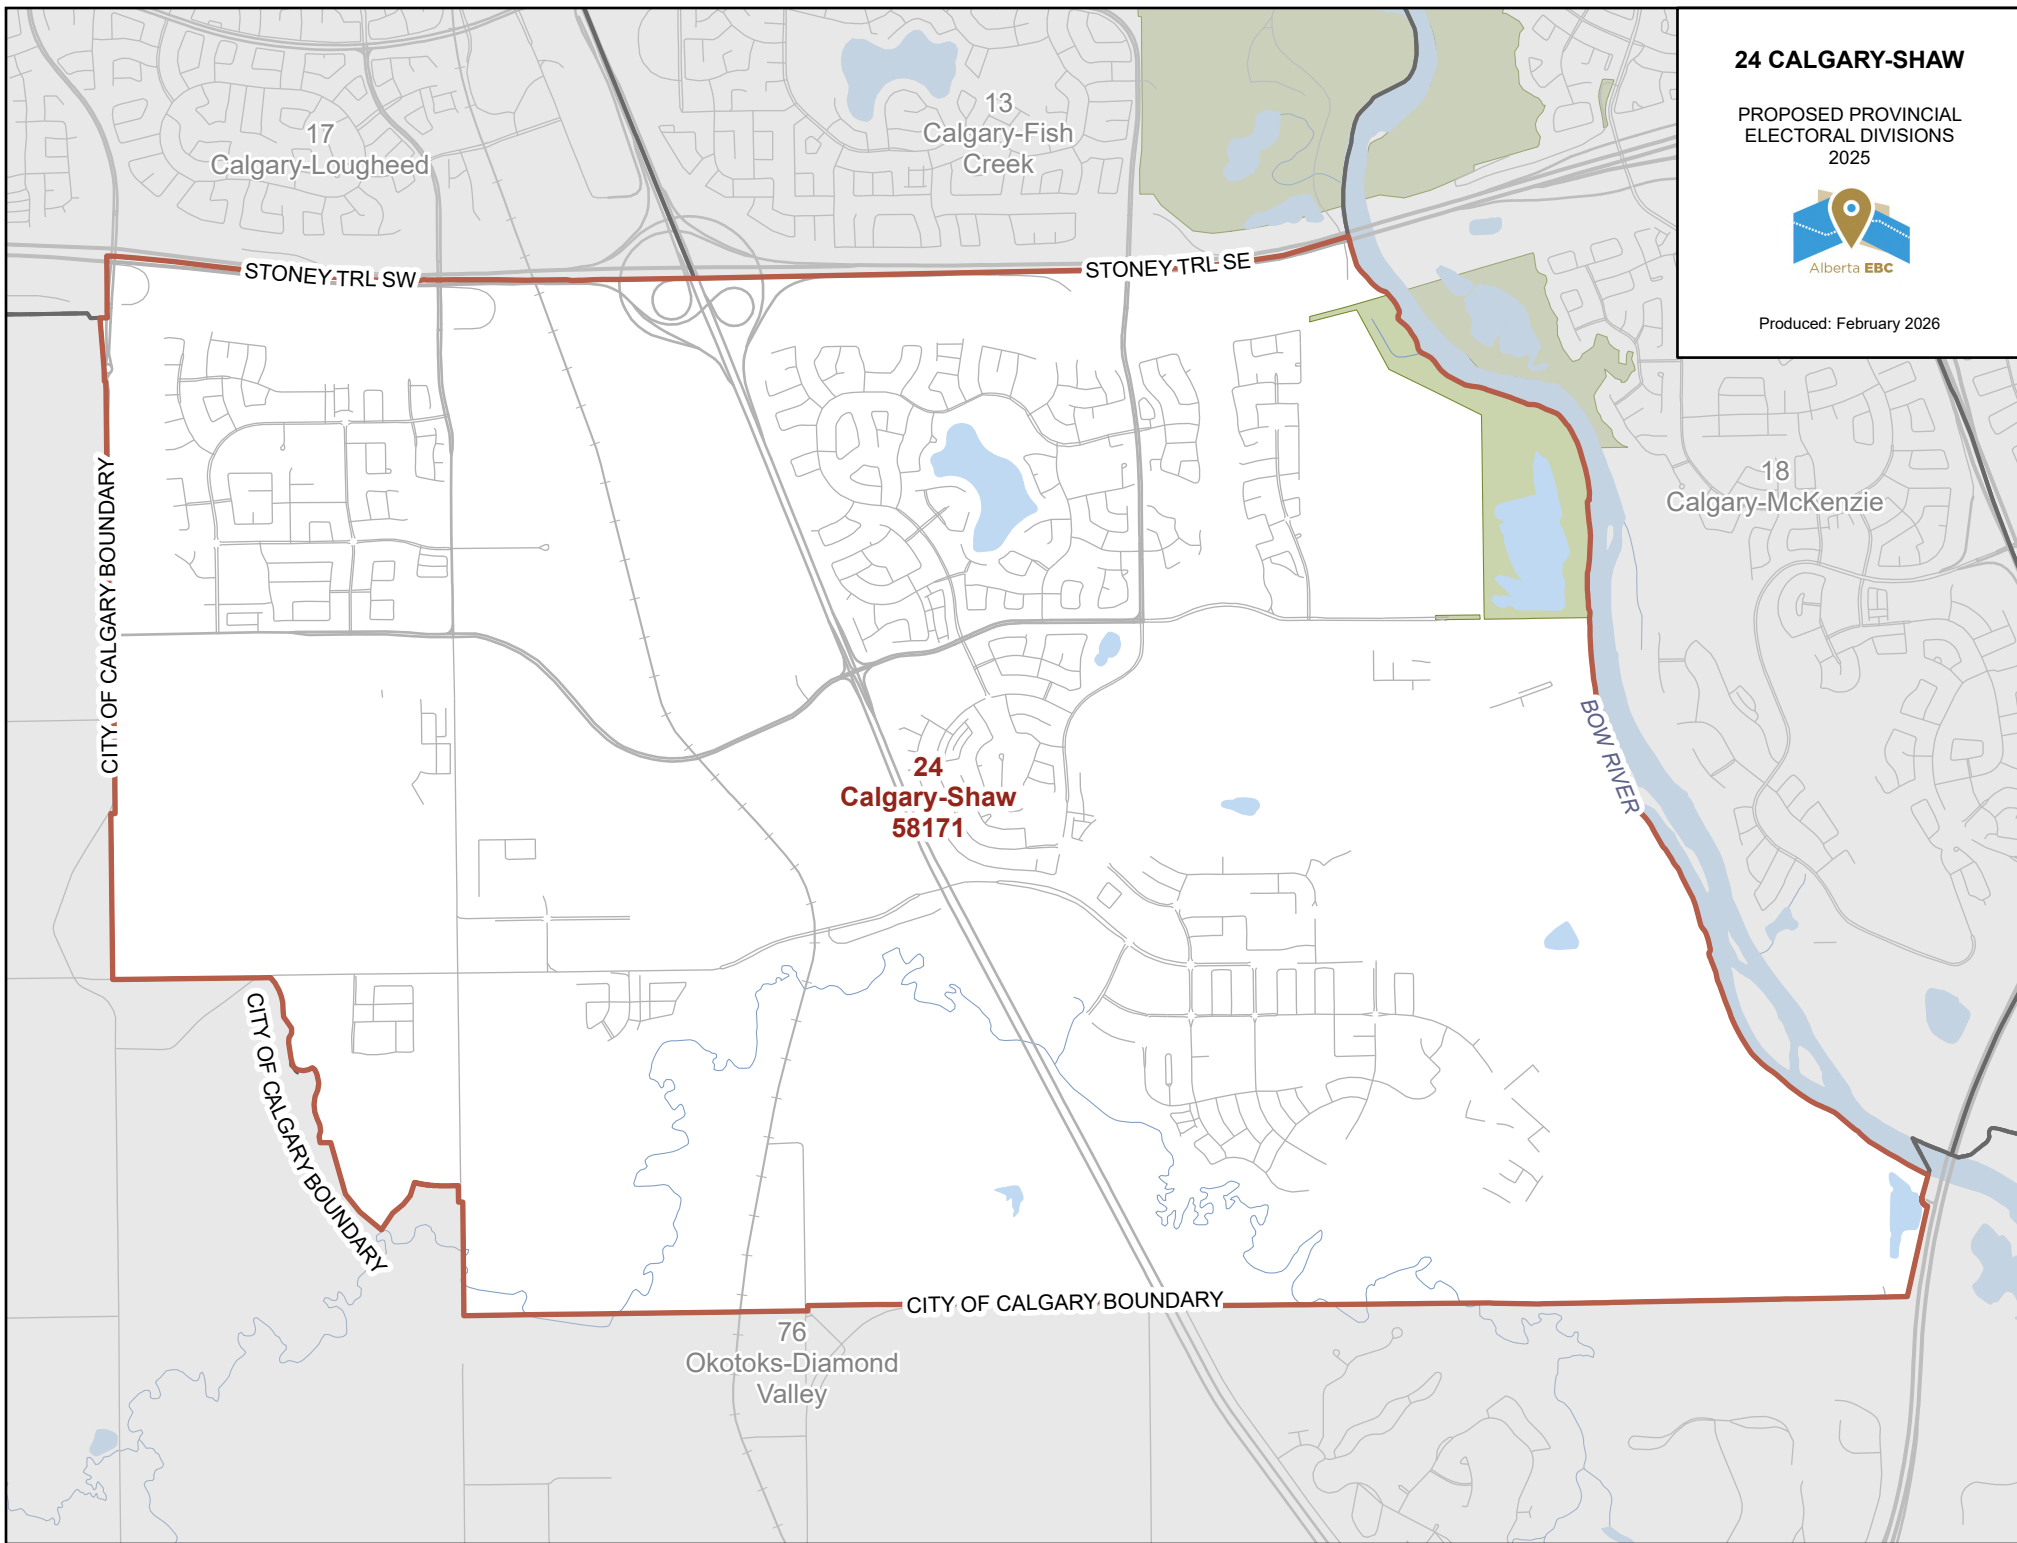 24 CALGARY-SHAW
PROPOSED PROVINCIAL
ELECTORAL DIVISIONS
2025
Alberta EBC
Produced: February 2026
17
Calgary-Lougheed
13
Calgary-Fish
Creek
STONEY TRL SW
STONEY TRL SE
18
Calgary-McKenzie
CITY OF CALGARY BOUNDARY
BOW RIVER
24
Calgary-Shaw
58171
CITY OF CALGARY BOUNDARY
CITY OF CALGARY BOUNDARY
76
Okotoks-Diamond
Valley